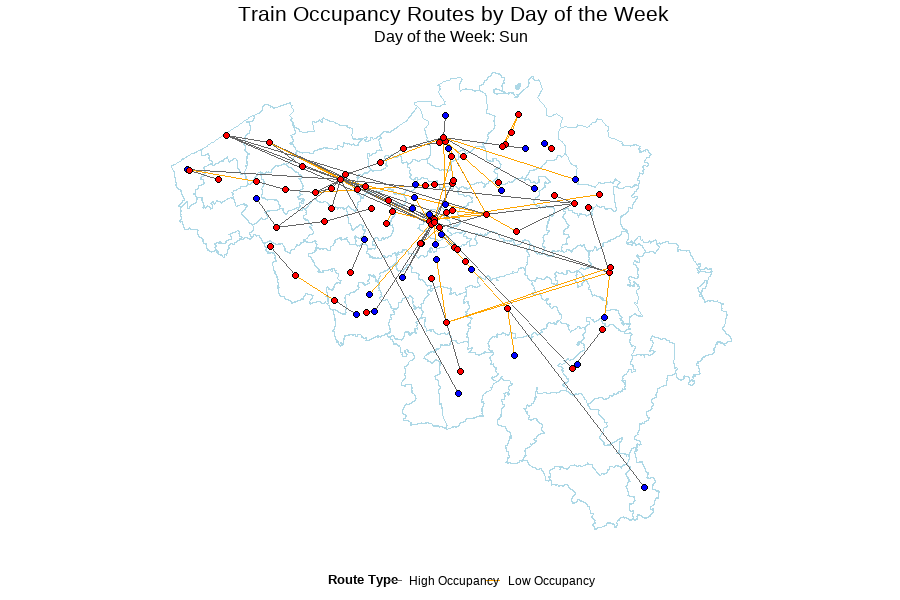 Train Occupancy Routes by Day of the Week
Day of the Week: Sun
Route Type High Occupancy Low Occupancy